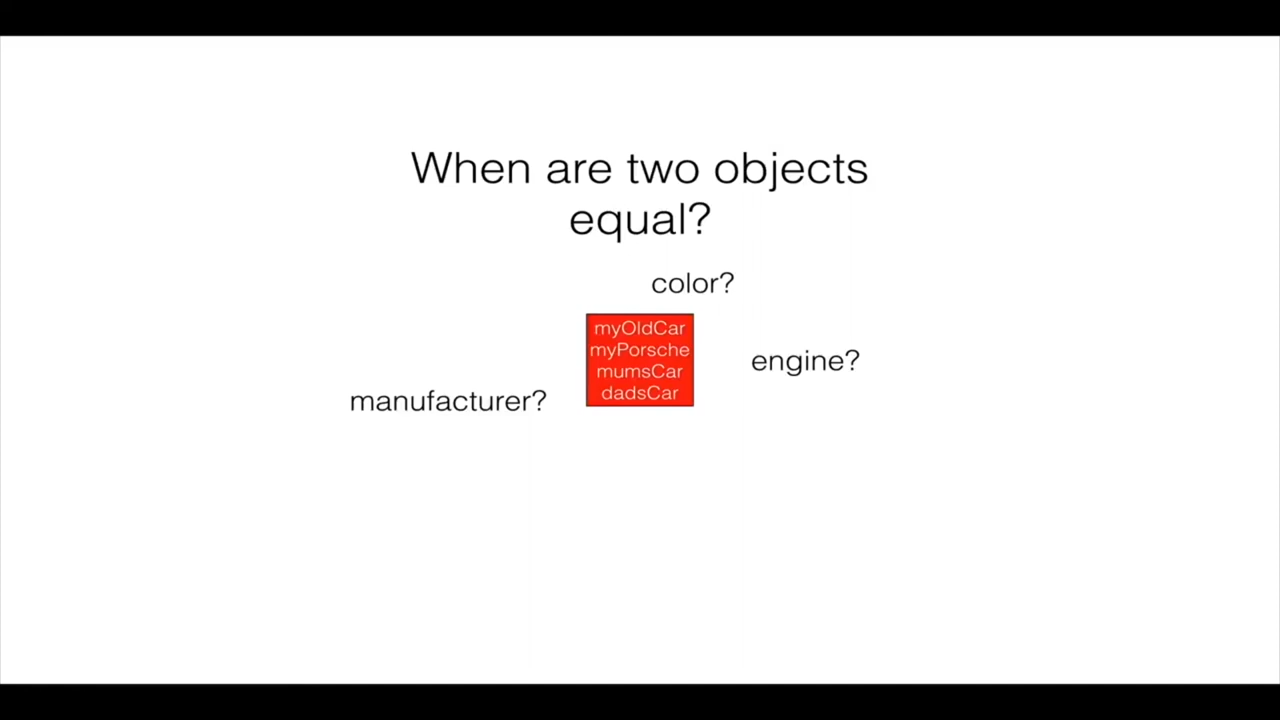 When are two objects
equal?
color?
myOldCar
myPorsche
mumsCar
dadsCar
engine?
manufacturer?